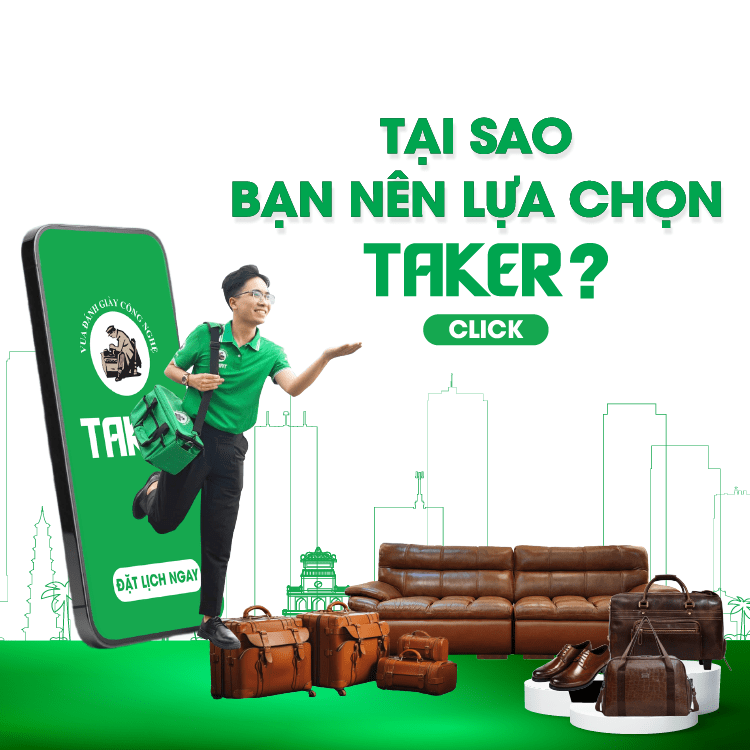 TẠI SAO
BẠN NÊN LỰA CHỌN
TAKER?
CLICK
VUA ĐÁNH GIÀY CÔNG NGHỆ
TAK
ĐẶT LỊCH NGAY